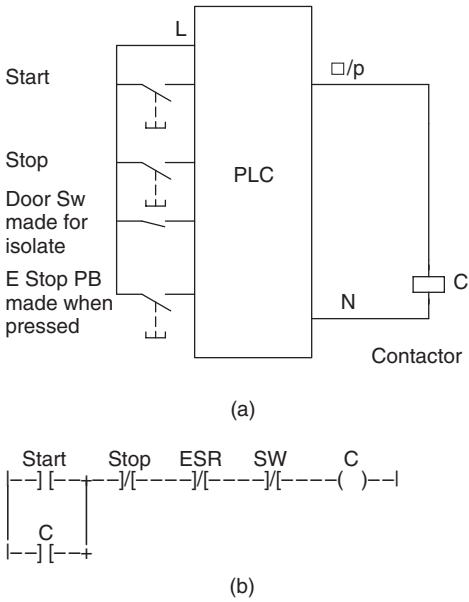 L
Start
□/p
Stop
PLC
Door Sw
made for
isolate
E Stop PB
made when
pressed
C
N
Contactor
(a)
Start Stop ESR SW C
|−−] [−−+−−]/[−−−−]/[−−−−]/[−−−−( )−−|
C
|−−] [−−+
(b)